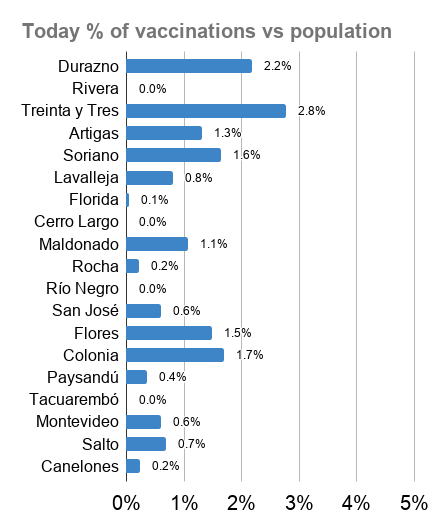 Today % of vaccinations vs population
Durazno 2.2%
Rivera 0.0%
Treinta y Tres 2.8%
Artigas 1.3%
Soriano 1.6%
Lavalleja 0.8%
Florida 0.1%
Cerro Largo 0.0%
Maldonado 1.1%
Rocha 0.2%
Río Negro 0.0%
San José 0.6%
Flores 1.5%
Colonia 1.7%
Paysandú 0.4%
Tacuarembó 0.0%
Montevideo 0.6%
Salto 0.7%
Canelones 0.2%
0% 1% 2% 3% 4% 5%